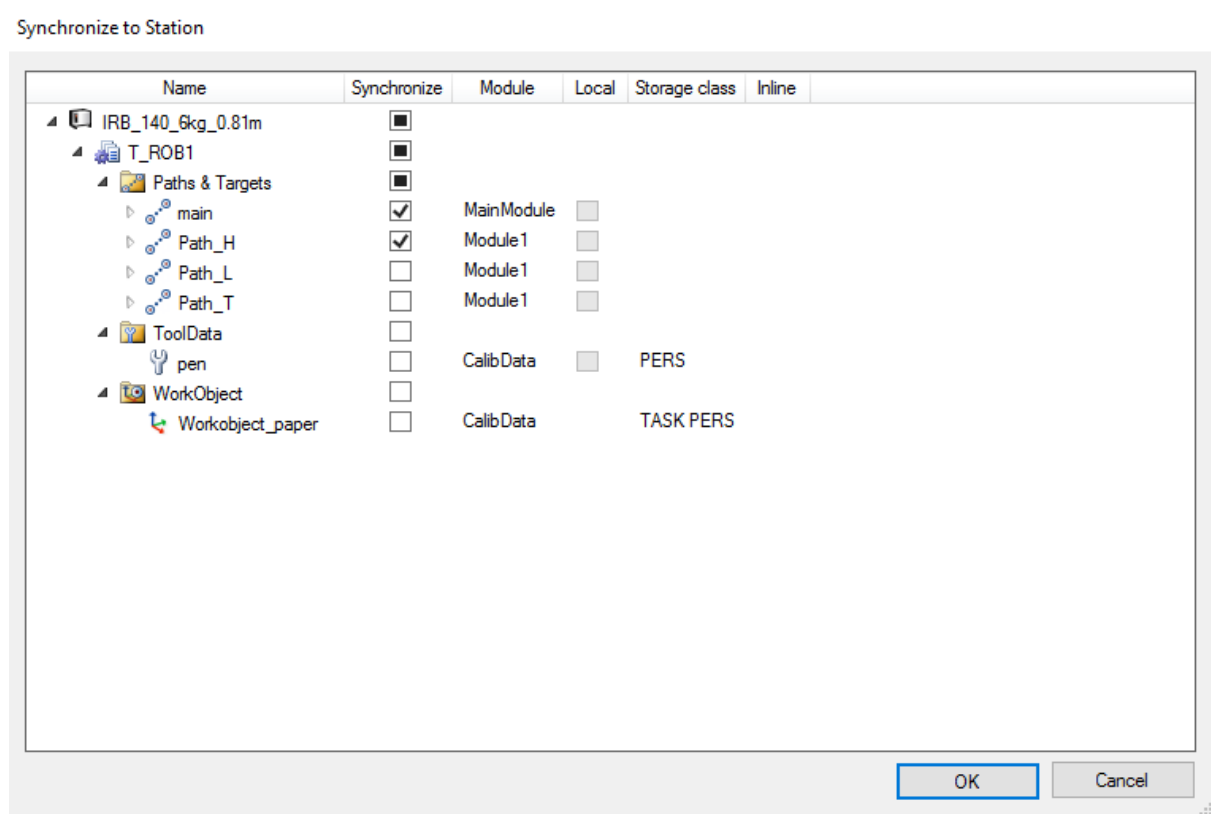 Synchronize to Station
Name Synchronize Module Local Storage class Inline
IRB_140_6kg_0.81m
T_ROB1
Paths & Targets
main MainModule
Path_H Module1
Path_L Module1
Path_T Module1
ToolData
pen CalibData PERS
WorkObject
Workobject_paper CalibData TASK PERS
OK Cancel